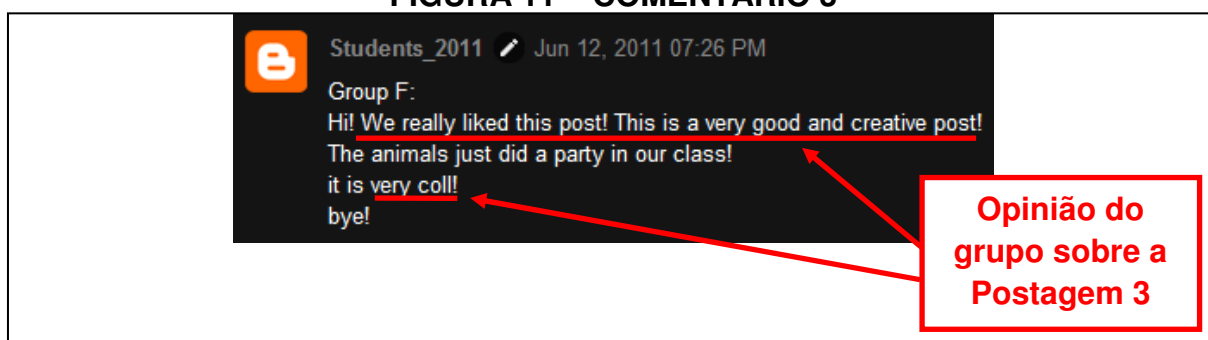 Students_2011 Jun 12, 2011 07:26 PM
Group F:
Hi! We really liked this post! This is a very good and creative post!
The animals just did a party in our class!
it is very coll!
bye!
Opinião do
grupo sobre a
Postagem 3